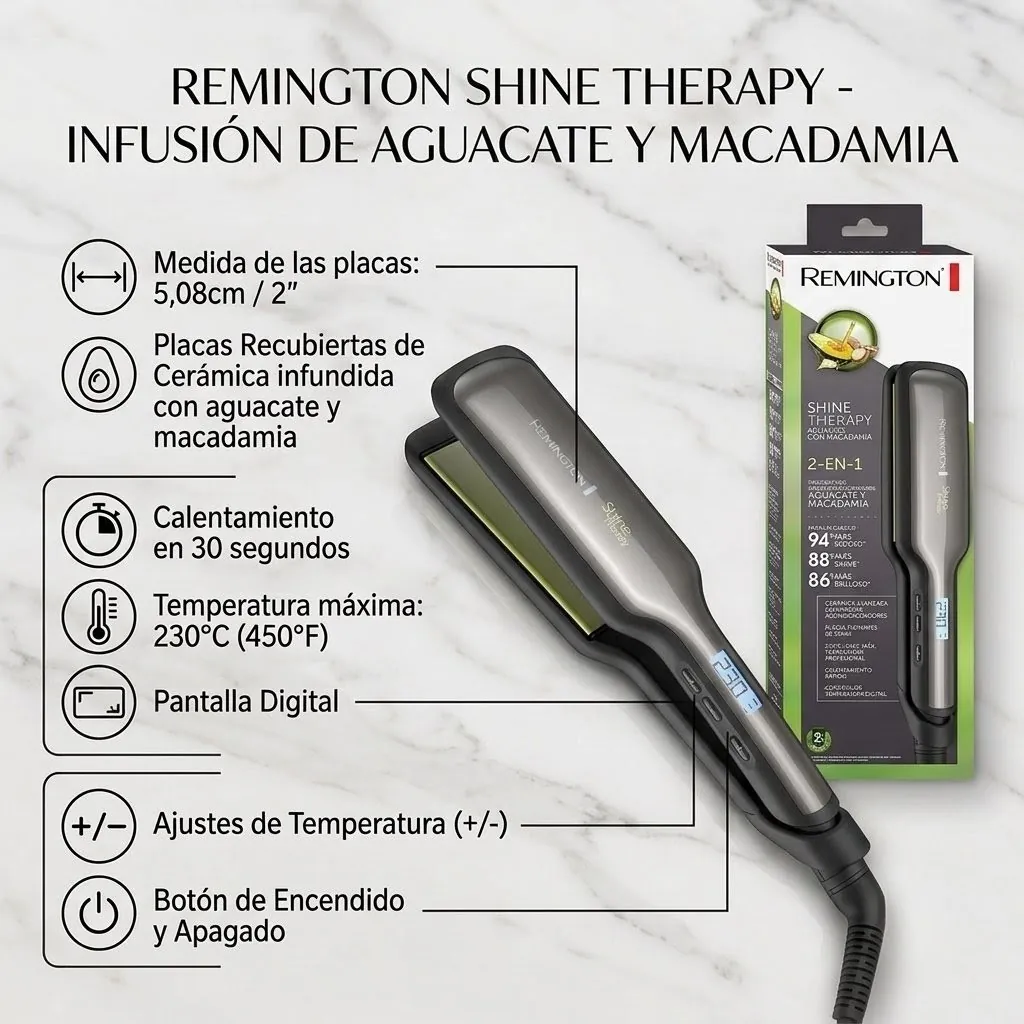 REMINGTON SHINE THERAPY -
INFUSIÓN DE AGUACATE Y MACADAMIA
Medida de las placas:
5,08cm / 2”
Placas Recubiertas de
Cerámica infundida
con aguacate y
macadamia
Calentamiento
en 30 segundos
Temperatura máxima:
230°C (450°F)
Pantalla Digital
+/−
Ajustes de Temperatura (+/-)
Botón de Encendido
y Apagado
REMINGTON
Shine
Therapy
230
REMINGTON
SHINE
THERAPY
CON MACADAMIA
2-EN-1
AGUACATE Y
MACADAMIA
94
88
86